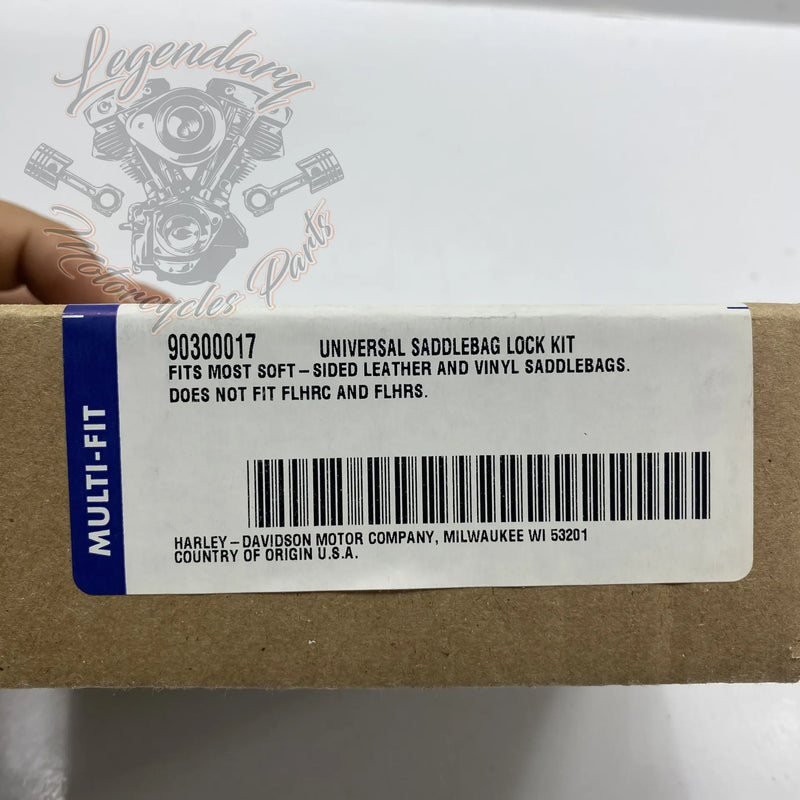 Legendary
Motorcycles Parts
90300017 UNIVERSAL SADDLEBAG LOCK KIT
FITS MOST SOFT-SIDED LEATHER AND VINYL SADDLEBAGS.
DOES NOT FIT FLHRC AND FLHRS.
MULTI-FIT
HARLEY-DAVIDSON MOTOR COMPANY, MILWAUKEE WI 53201
COUNTRY OF ORIGIN U.S.A.